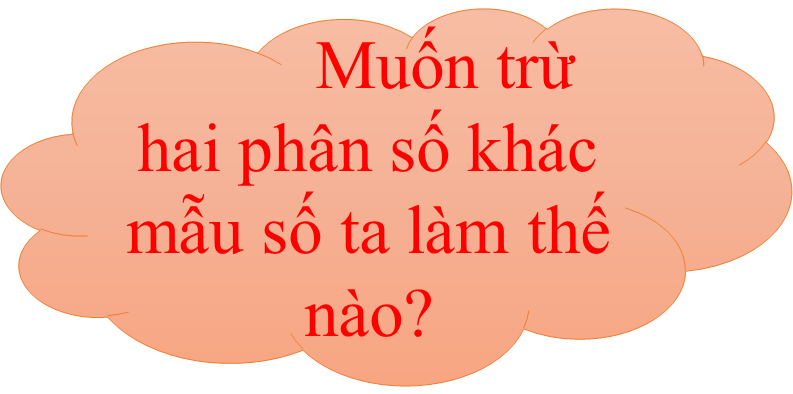 Muốn trừ
hai phân số khác
mẫu số ta làm thế
nào?